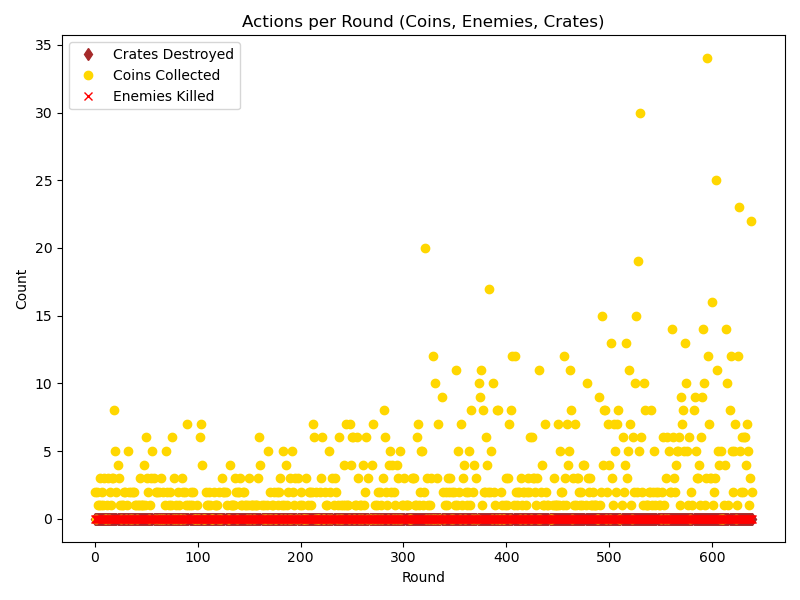 Actions per Round (Coins, Enemies, Crates)
Crates Destroyed
Coins Collected
Enemies Killed
35
30
25
20
15
10
5
0
Count
0 100 200 300 400 500 600
Round